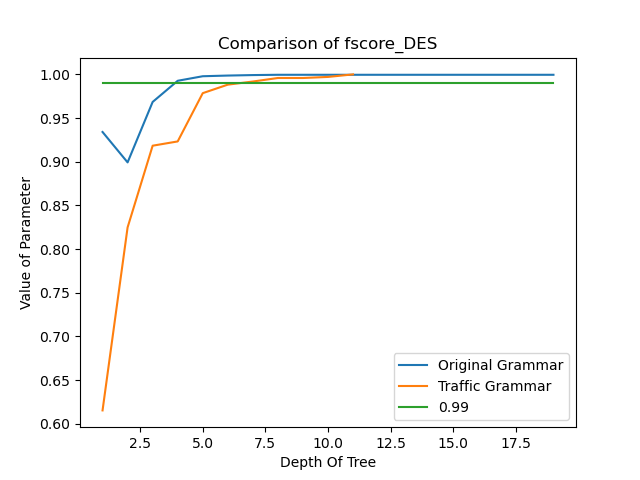 Comparison of fscore_DES
Value of Parameter
1.00
0.95
0.90
0.85
0.80
0.75
0.70
0.65
0.60
2.5 5.0 7.5 10.0 12.5 15.0 17.5
Depth Of Tree
Original Grammar
Traffic Grammar
0.99